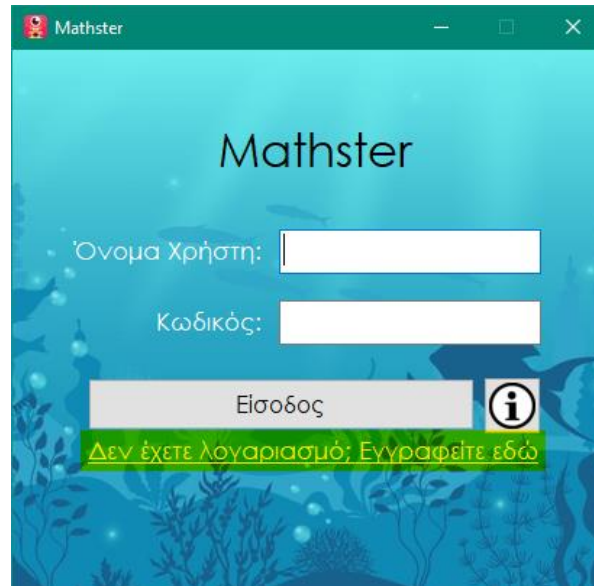 Mathster
Mathster
Όνομα Χρήστη:
Κωδικός:
Είσοδος
Δεν έχετε λογαριασμό; Εγγραφείτε εδώ